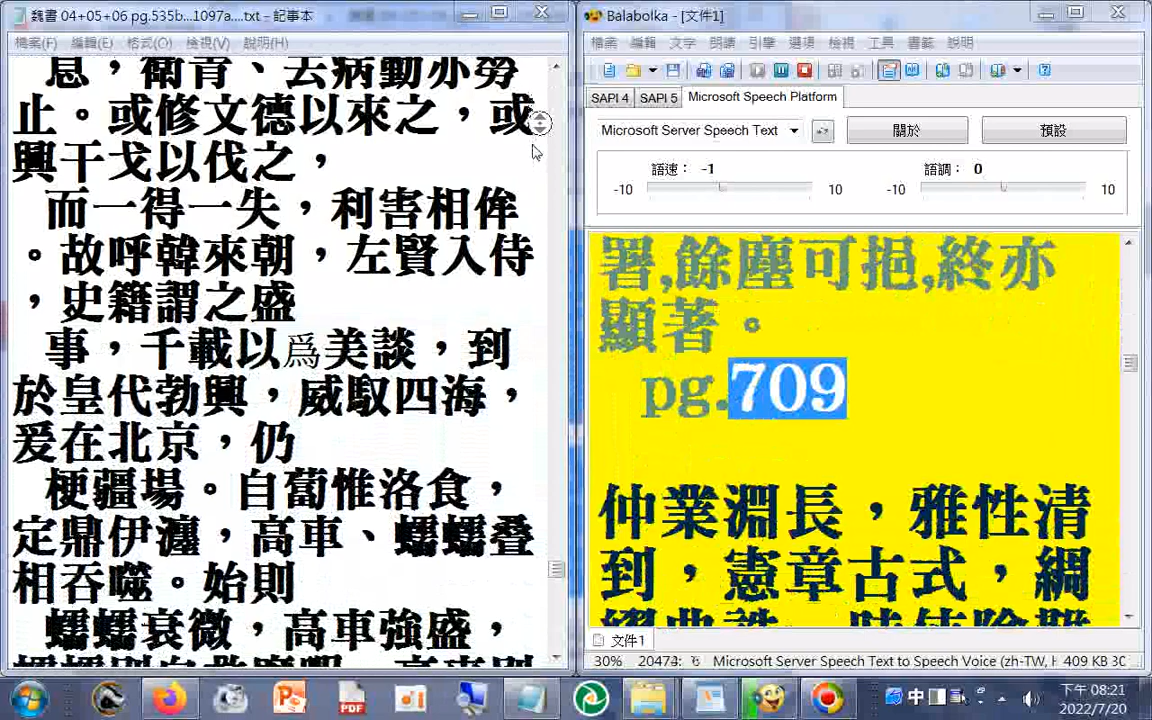 魏書 04+05+06 pg.535b...1097a....txt - 記事本
檔案(F) 編輯(E) 格式(O) 檢視(V) 說明(H)
息，衛青、去病勤亦勞
止。或修文德以來之，或
興干戈以伐之，
而一得一失，利害相侔
。故呼韓來朝，左賢入侍
，史籍謂之盛
事，千載以爲美談，到
於皇代勃興，威馭四海，
爰在北京，仍
梗疆場。自蔔惟洛食，
定鼎伊瀍，高車、蠕蠕叠
相吞噬。始則
蠕蠕衰微，高車強盛，
Balabolka - [文件1]
檔案 編輯 文字 朗讀 引擎 選項 檢視 工具 書籤 說明
SAPI 4 SAPI 5 Microsoft Speech Platform
Microsoft Server Speech Text 關於 預設
語速： -1 語調： 0
-10 10 -10 10
署,餘塵可挹,終亦
顯著。
pg.709
仲業淵長，雅性清
到，憲章古式，綢
文件1
30% Microsoft Server Speech Text to Speech Voice (zh-TW, H 409 KB
中
下午 08:21
2022/7/20